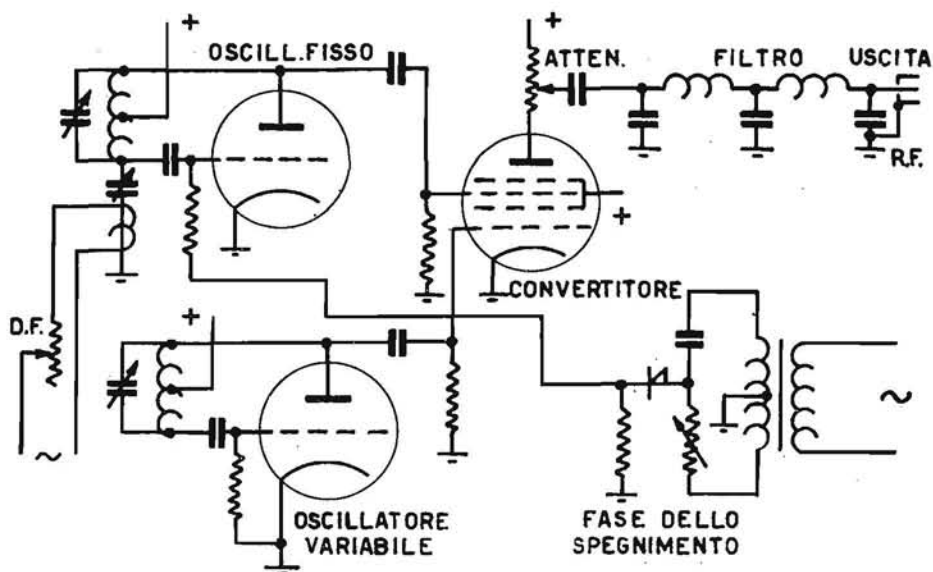 +
OSCILL. FISSO
+
ATTEN.
FILTRO
USCITA
R.F.
+
CONVERTITORE
D.F.
+
~
~
OSCILLATORE
VARIABILE
FASE DELLO
SPEGNIMENTO